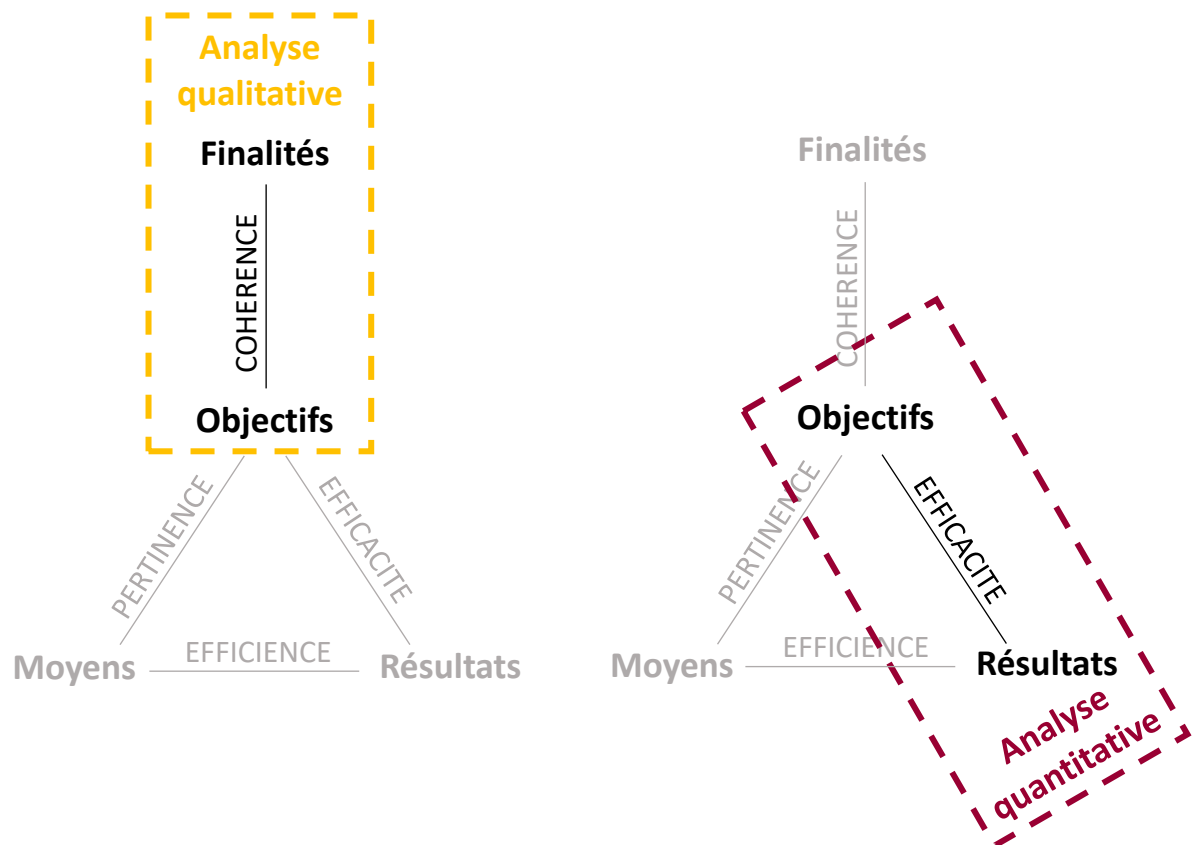 Analyse
qualitative
Finalités
COHERENCE
Objectifs
PERTINENCE
EFFICACITE
Moyens
EFFICIENCE
Résultats
Finalités
COHERENCE
Objectifs
PERTINENCE
EFFICACITE
Moyens
EFFICIENCE
Résultats
Analyse
quantitative